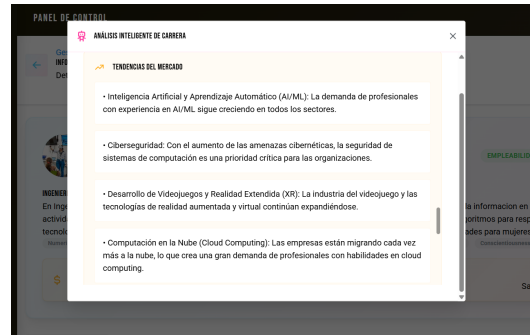 PANEL DE CONTROL
ANÁLISIS INTELIGENTE DE CARRERA
TENDENCIAS DEL MERCADO
• Inteligencia Artificial y Aprendizaje Automático (AI/ML): La demanda de profesionales
con experiencia en AI/ML sigue creciendo en todos los sectores.
• Ciberseguridad: Con el aumento de las amenazas cibernéticas, la seguridad de
sistemas de computación es una prioridad crítica para las organizaciones.
EMPLEABILID
• Desarrollo de Videojuegos y Realidad Extendida (XR): La industria del videojuego y las
tecnologías de realidad aumentada y virtual continúan expandiéndose.
INGENIER
En Inge
la informacion en
activid
goritmos para resp
tecnolo
ades para mujeres
• Computación en la Nube (Cloud Computing): Las empresas están migrando cada vez
más a la nube, lo que crea una gran demanda de profesionales con habilidades en cloud
computing.
S
Sa